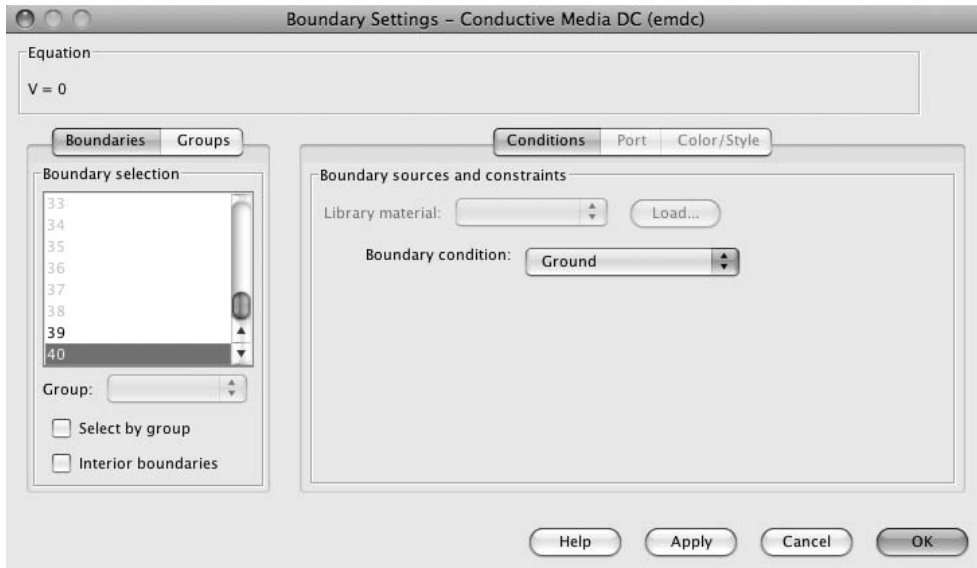 Boundary Settings – Conductive Media DC (emdc)
Equation
V = 0
Boundaries
Groups
Boundary selection
33
34
35
36
37
38
39
40
Group:
Select by group
Interior boundaries
Conditions
Port
Color/Style
Boundary sources and constraints
Library material:
Load...
Boundary condition:
Ground
Help
Apply
Cancel
OK